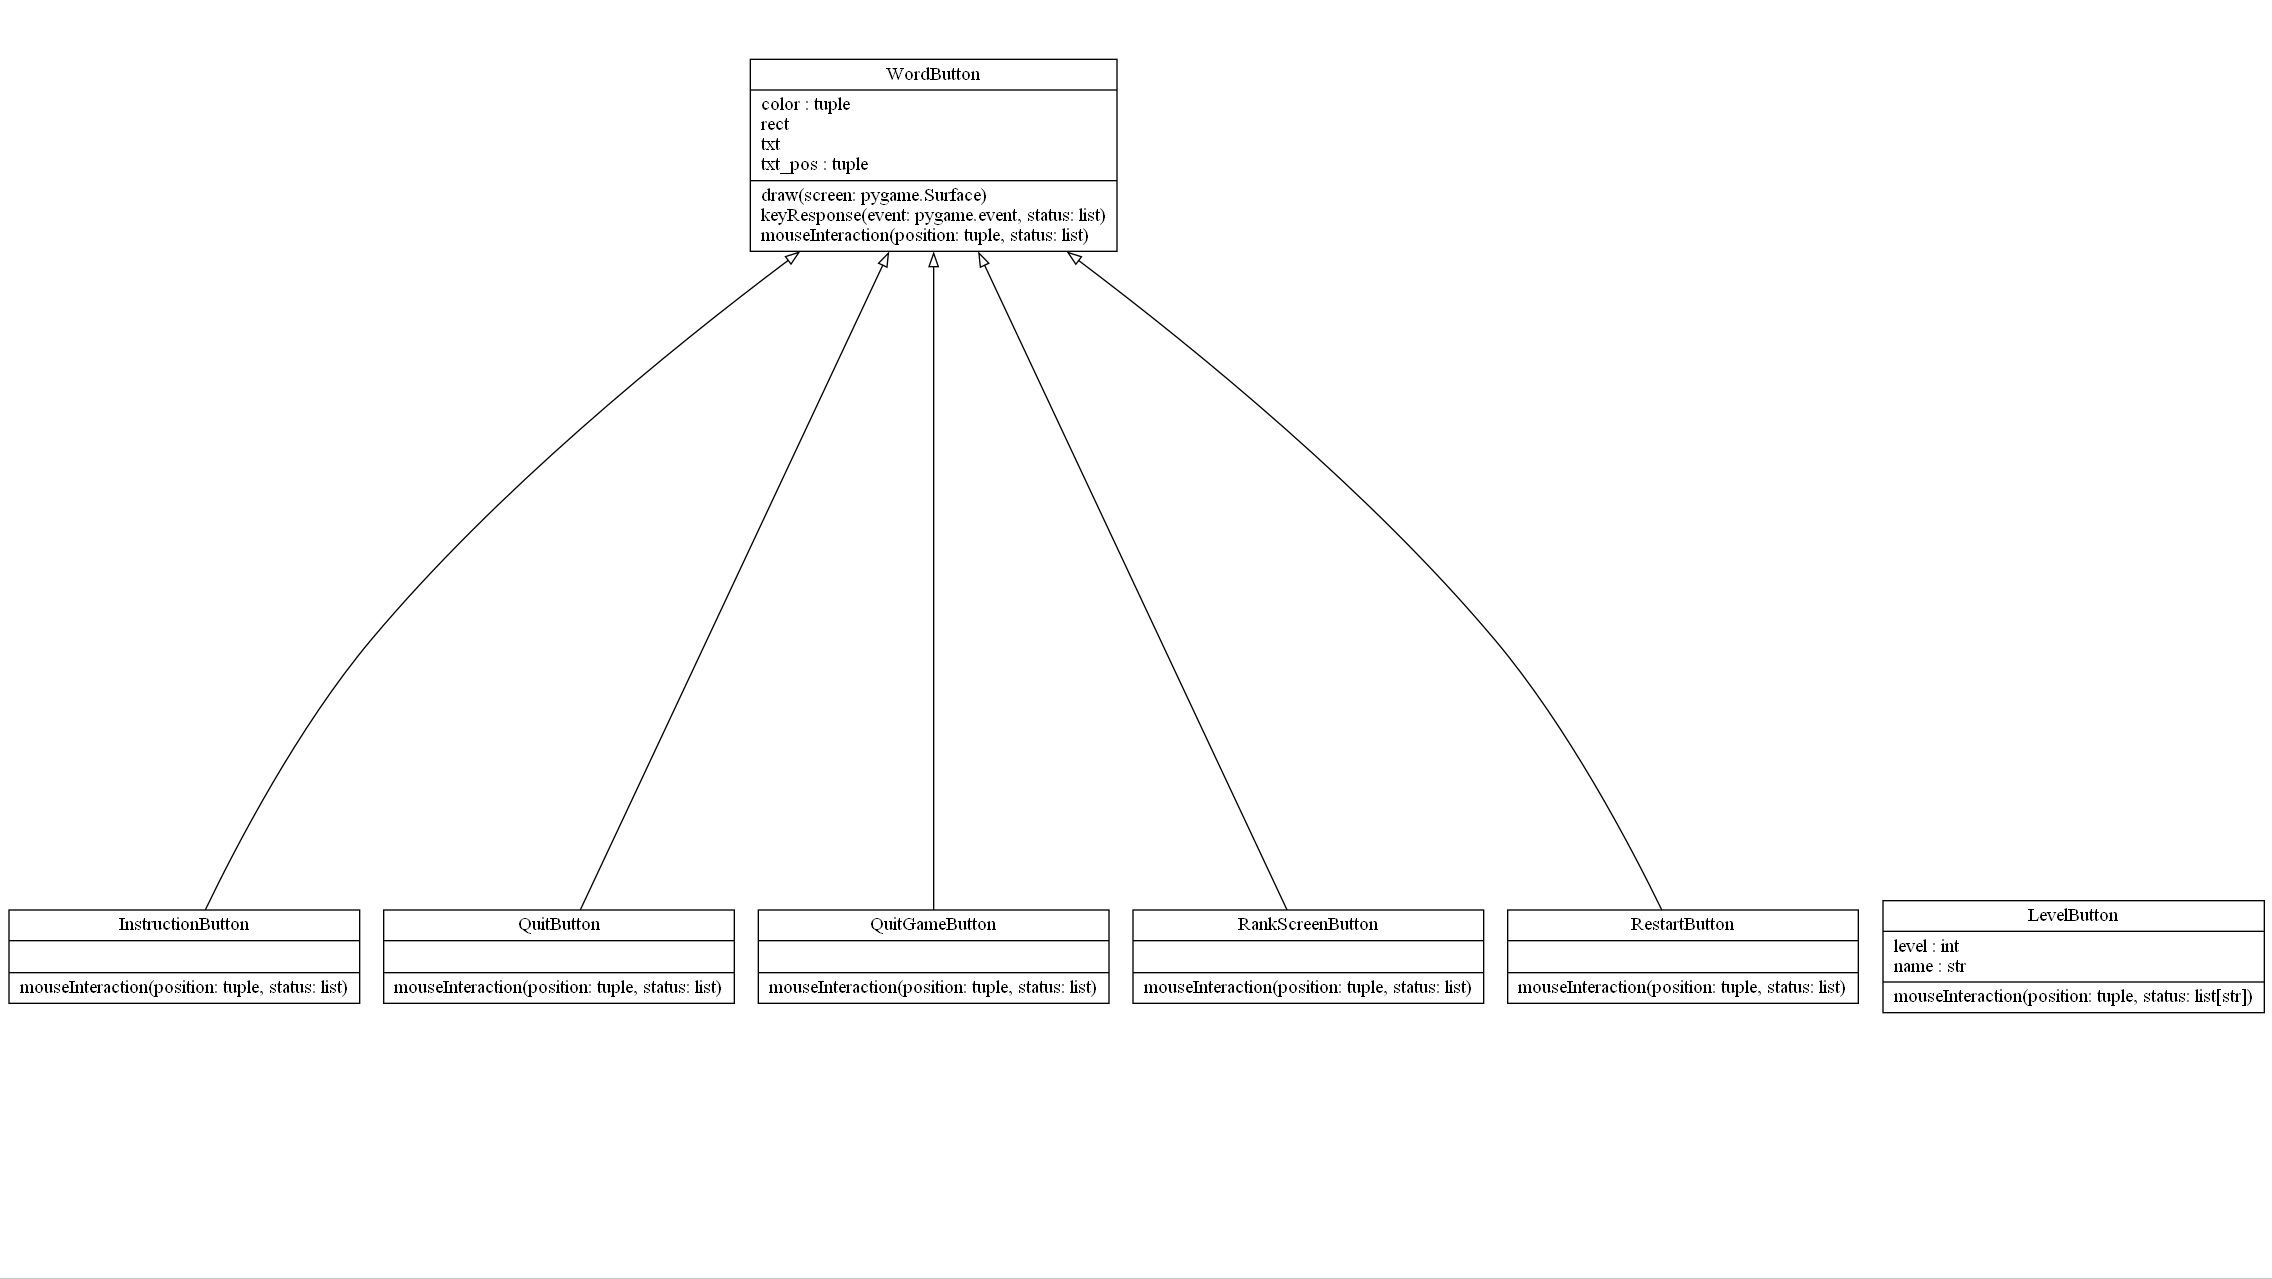 WordButton
color : tuple
rect
txt
txt_pos : tuple
draw(screen: pygame.Surface)
keyResponse(event: pygame.event, status: list)
mouseInteraction(position: tuple, status: list)
InstructionButton
mouseInteraction(position: tuple, status: list)
QuitButton
mouseInteraction(position: tuple, status: list)
QuitGameButton
mouseInteraction(position: tuple, status: list)
RankScreenButton
mouseInteraction(position: tuple, status: list)
RestartButton
mouseInteraction(position: tuple, status: list)
LevelButton
level : int
name : str
mouseInteraction(position: tuple, status: list[str])